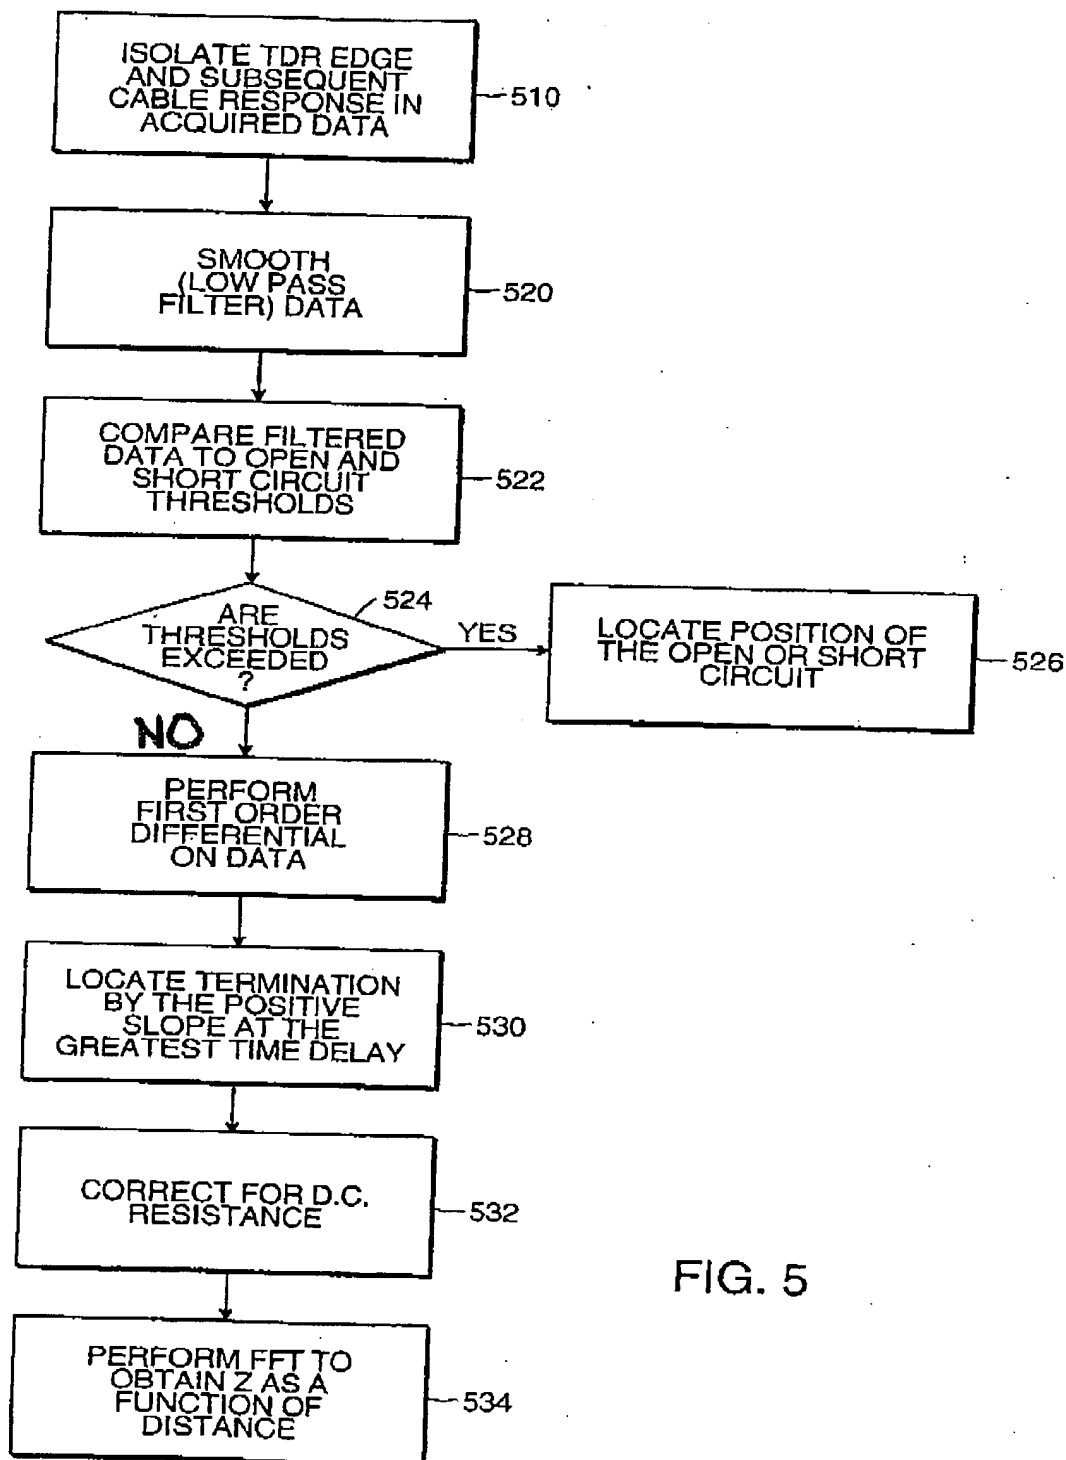 ISOLATE TDR EDGE
AND SUBSEQUENT
CABLE RESPONSE IN
ACQUIRED DATA
510
SMOOTH
(LOW PASS
FILTER) DATA
520
COMPARE FILTERED
DATA TO OPEN AND
SHORT CIRCUIT
THRESHOLDS
522
ARE
THRESHOLDS
EXCEEDED
?
524
YES
LOCATE POSITION OF
THE OPEN OR SHORT
CIRCUIT
526
NO
PERFORM
FIRST ORDER
DIFFERENTIAL
ON DATA
528
LOCATE TERMINATION
BY THE POSITIVE
SLOPE AT THE
GREATEST TIME DELAY
530
CORRECT FOR D.C.
RESISTANCE
532
PERFORM FFT TO
OBTAIN Z AS A
FUNCTION OF
DISTANCE
534
FIG. 5